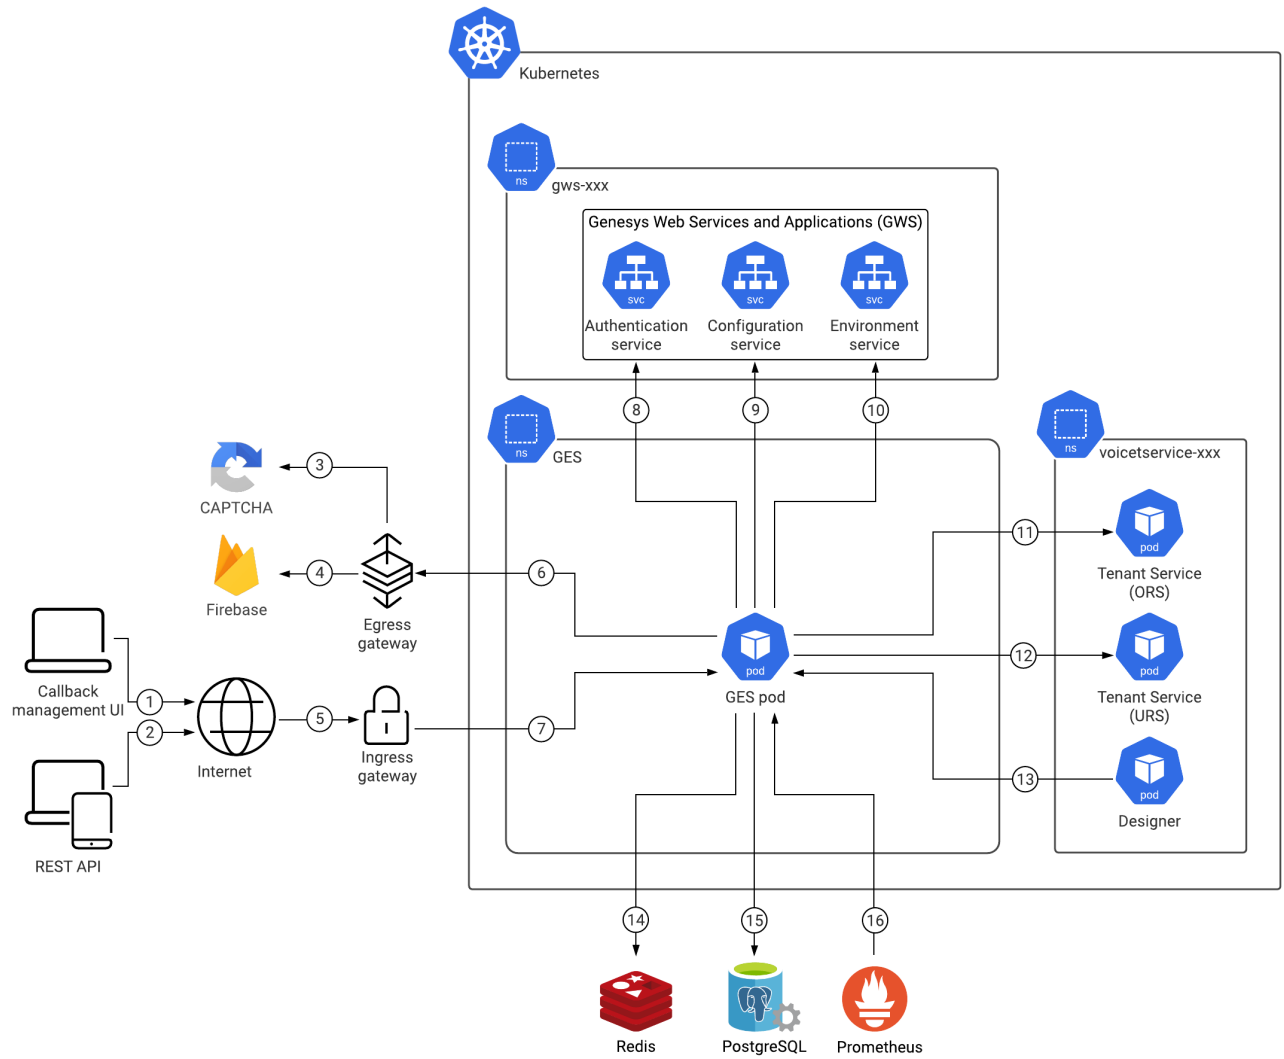 Kubernetes
ns
gws-xxx
Genesys Web Services and Applications (GWS)
svc
svc
svc
Authentication
service
Configuration
service
Environment
service
8
9
10
ns
GES
ns
voicetservice-xxx
CAPTCHA
3
Firebase
4
Egress
gateway
6
11
pod
Tenant Service
(ORS)
12
pod
Tenant Service
(URS)
pod
GES pod
13
pod
Designer
Callback
management UI
1
2
Internet
5
Ingress
gateway
7
REST API
14
15
16
Redis
PostgreSQL
Prometheus